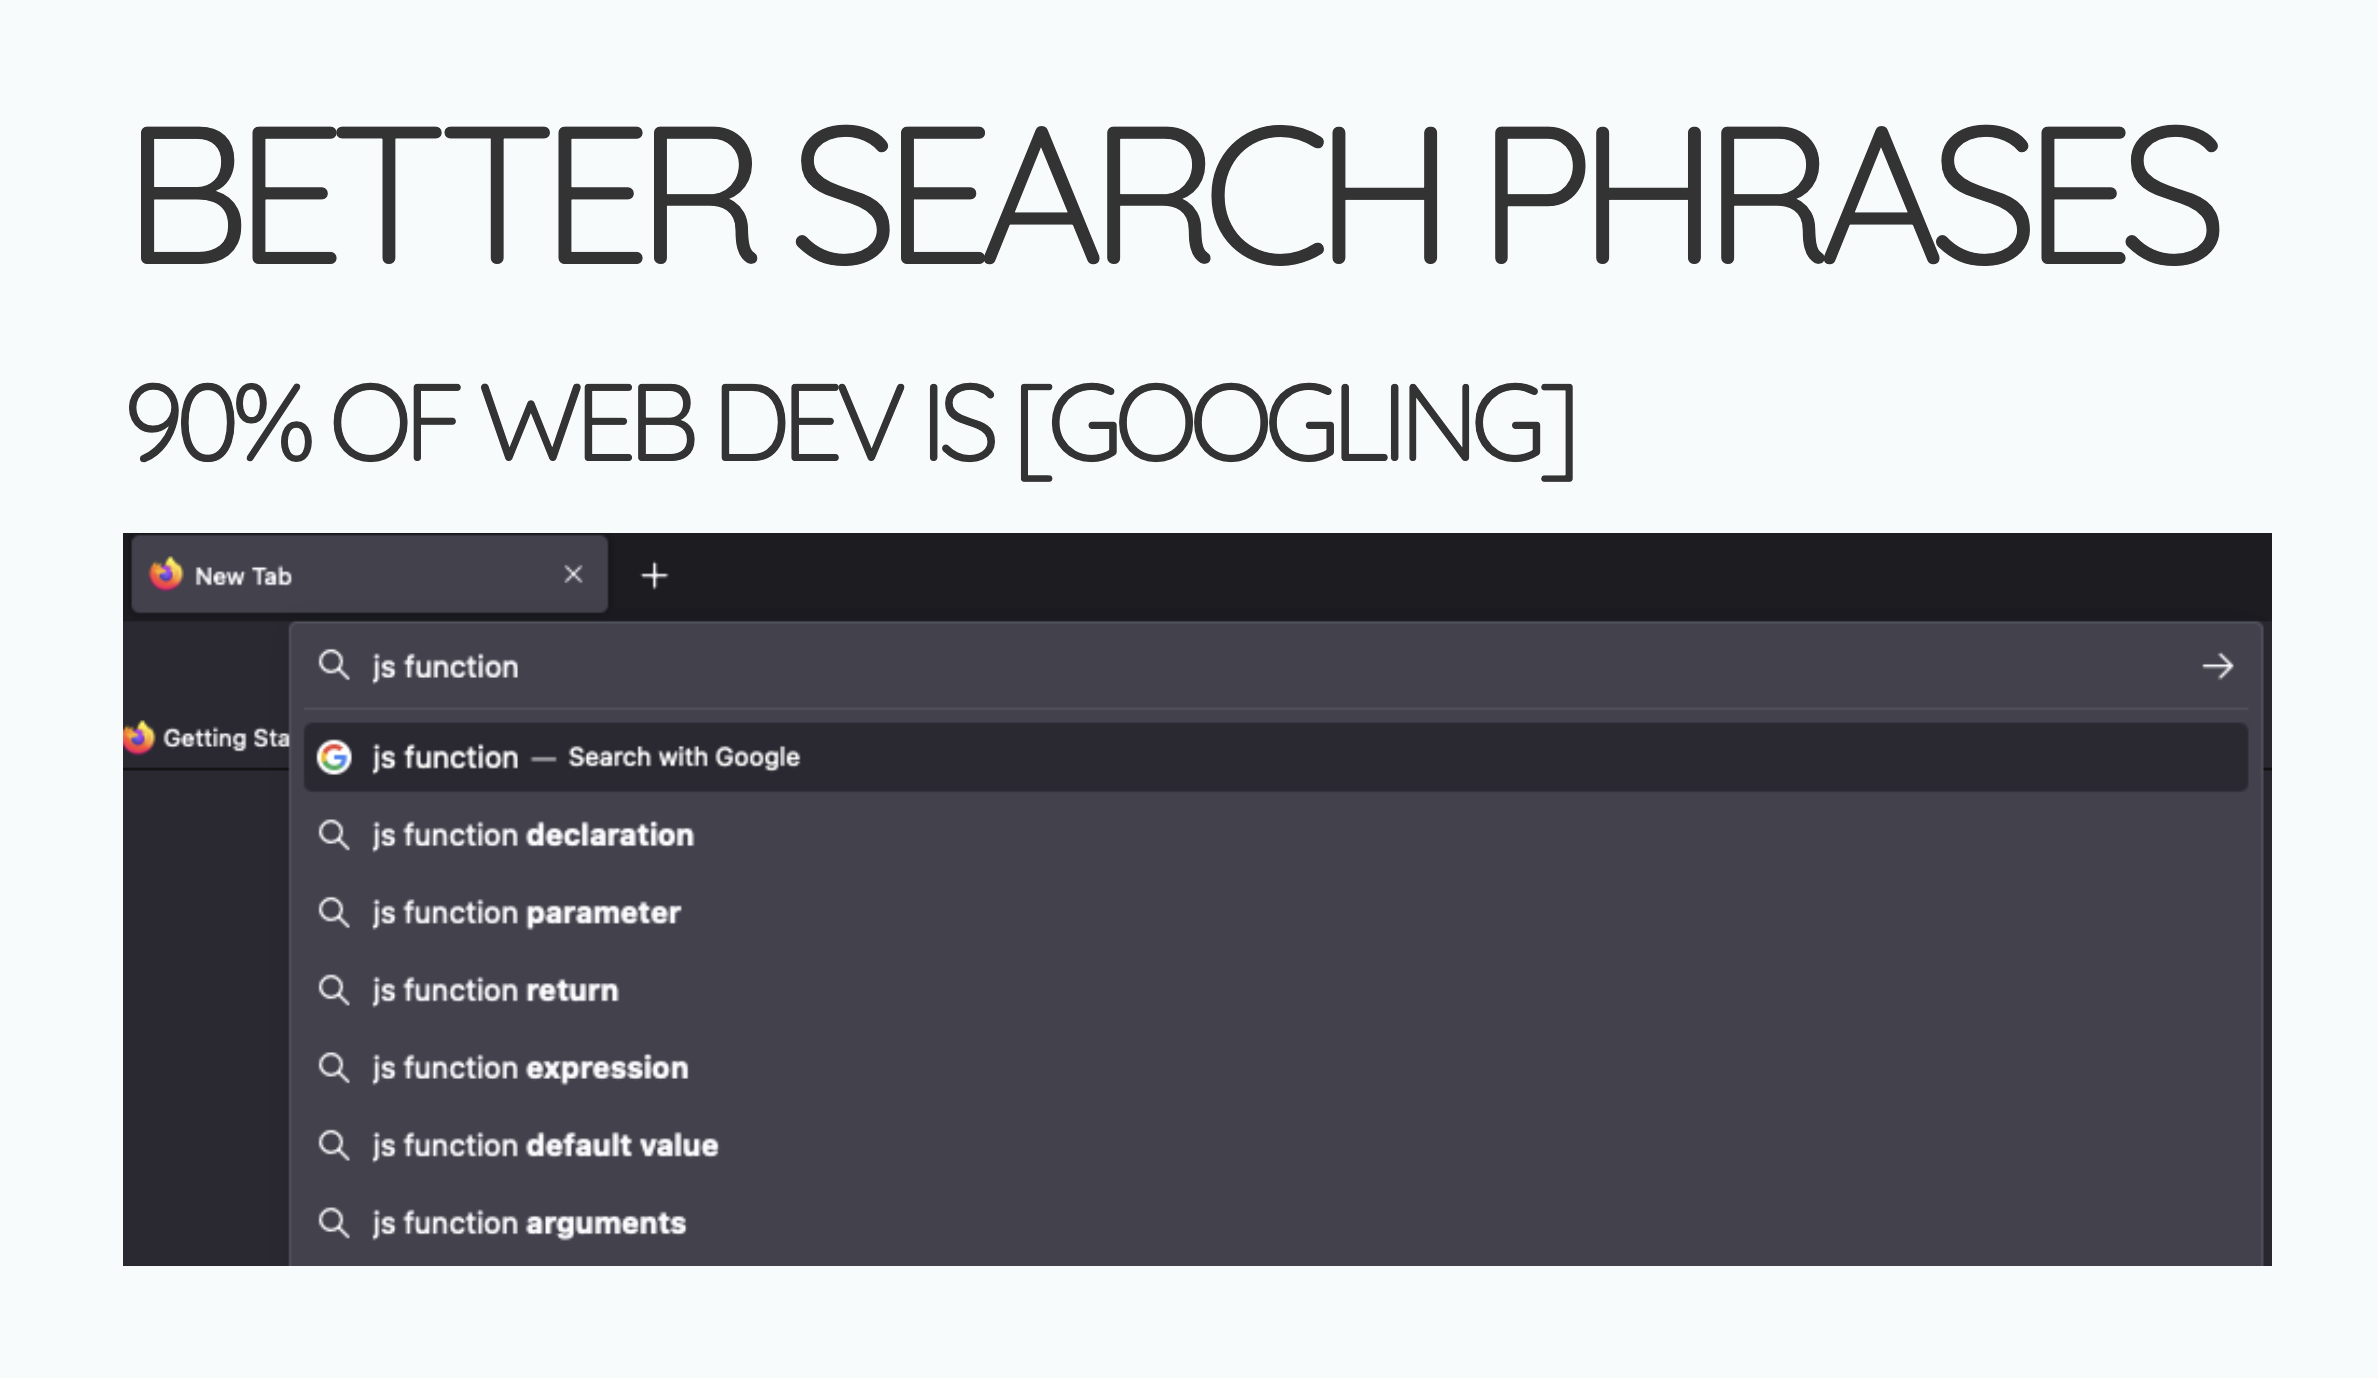 BETTER SEARCH PHRASES
90% OF WEB DEV IS [GOOGLING]
New Tab
js function
Getting Sta
js function — Search with Google
js function declaration
js function parameter
js function return
js function expression
js function default value
js function arguments